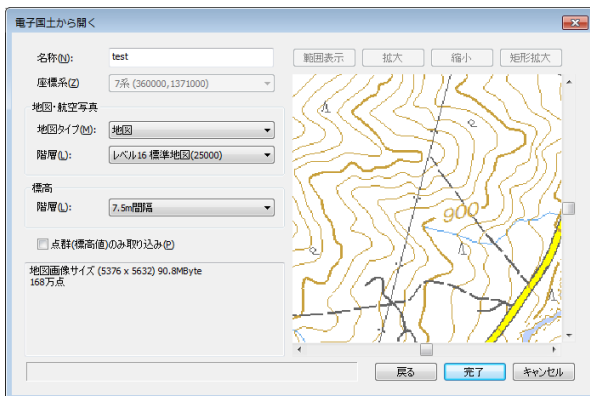 電子国土から開く
名称(N): test
座標系(Z) 7系 (360000,1371000)
地図・航空写真
地図タイプ(M): 地図
階層(L): レベル16 標準地図(25000)
標高
階層(L): 7.5m間隔
点群(標高値)のみ取り込み(P)
地図画像サイズ (5376 x 5632) 90.8MByte
168万点
範囲表示 拡大 縮小 矩形拡大
900
戻る 完了 キャンセル